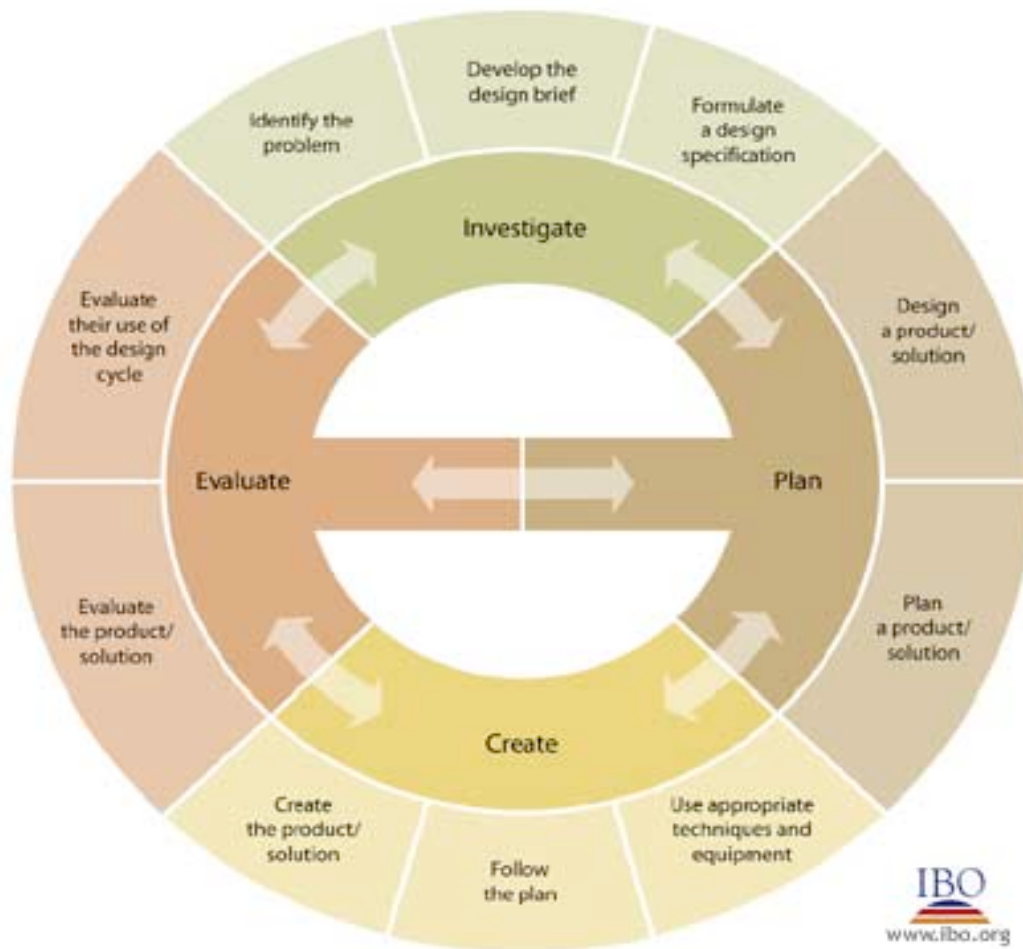 Identify the
problem
Develop the
design brief
Formulate
a design
specification
Investigate
Evaluate
their use of
the design
cycle
Design
a product/
solution
Evaluate
Plan
Evaluate
the product/
solution
Plan
a product/
solution
Create
Create
the product/
solution
Follow
the plan
Use appropriate
techniques and
equipment
IBO
www.ibo.org